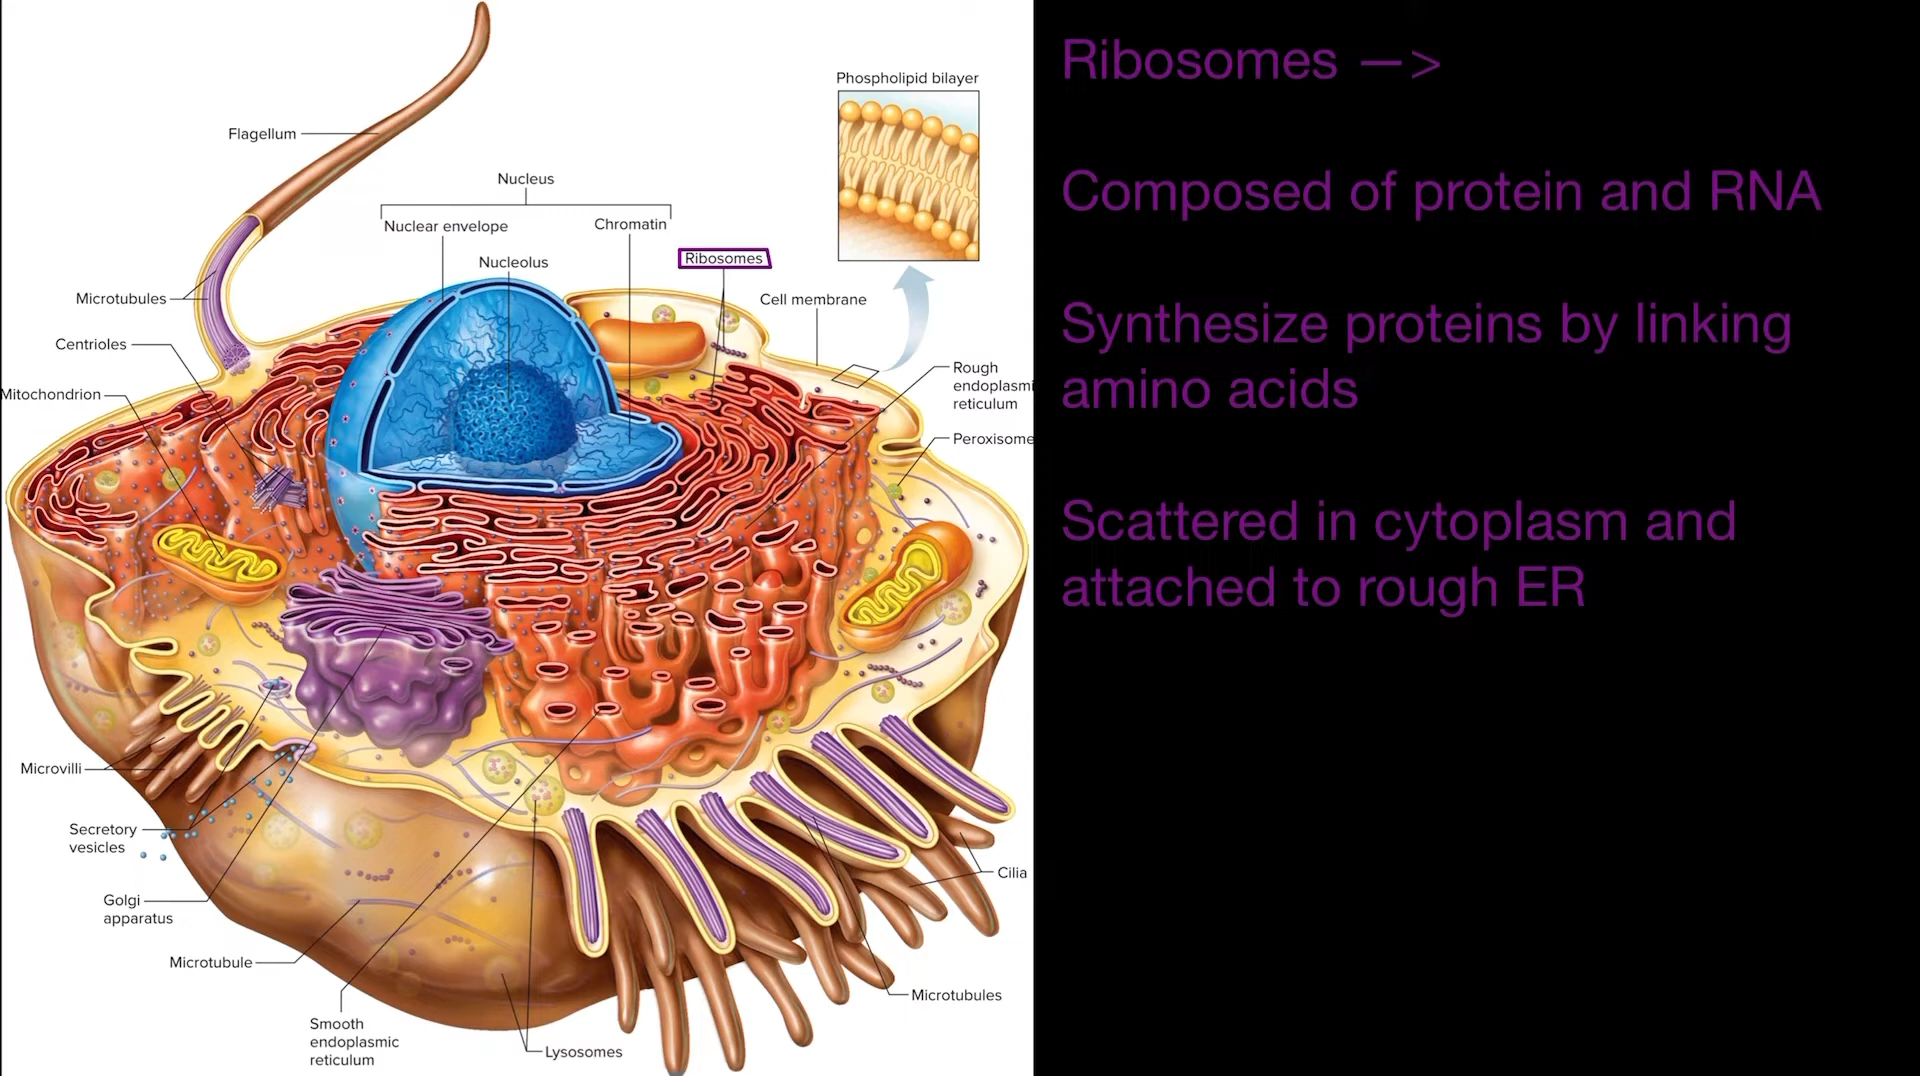 Phospholipid bilayer
Flagellum
Nucleus
Nuclear envelope
Chromatin
Nucleolus
Ribosomes
Cell membrane
Microtubules
Centrioles
Mitochondrion
Rough
endoplasmi
reticulum
Peroxisome
Microvilli
Secretory
vesicles
Golgi
apparatus
Microtubule
Smooth
endoplasmic
reticulum
Lysosomes
Microtubules
Cilia
Ribosomes —>
Composed of protein and RNA
Synthesize proteins by linking
amino acids
Scattered in cytoplasm and
attached to rough ER